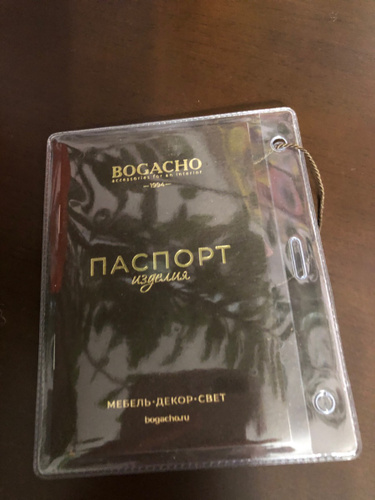 BOGACHO
accessories for an interior
—1994—
ПАСПОРТ
изделия
МЕБЕЛЬ•ДЕКОР•СВЕТ
bogacho.ru